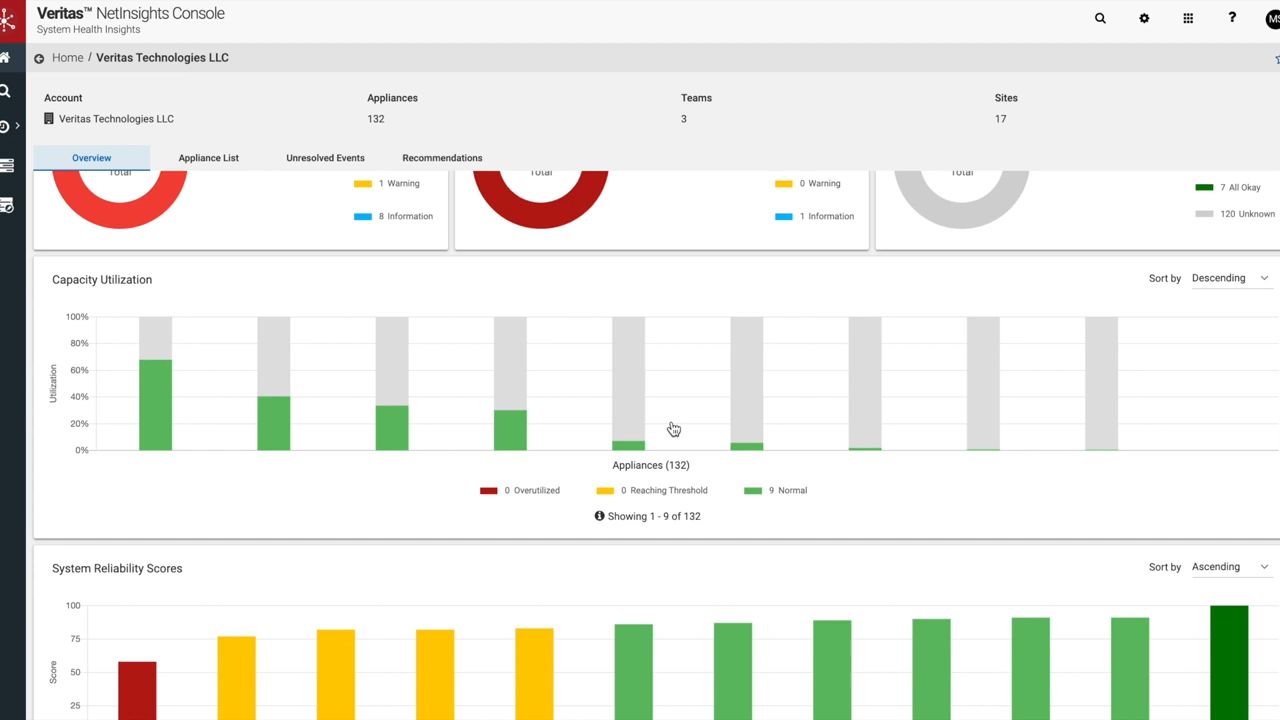 Veritas™ NetInsights Console
System Health Insights
MS
Home / Veritas Technologies LLC
Account Appliances Teams Sites
Veritas Technologies LLC 132 3 17
Overview Appliance List Unresolved Events Recommendations
Total Total Total
1 Warning 0 Warning 7 All Okay
8 Information 1 Information 120 Unknown
Capacity Utilization Sort by Descending
100%
80%
60%
40%
20%
0%
Utilization
Appliances (132)
0 Overutilized 0 Reaching Threshold 9 Normal
Showing 1 - 9 of 132
System Reliability Scores Sort by Ascending
100
75
50
25
Score